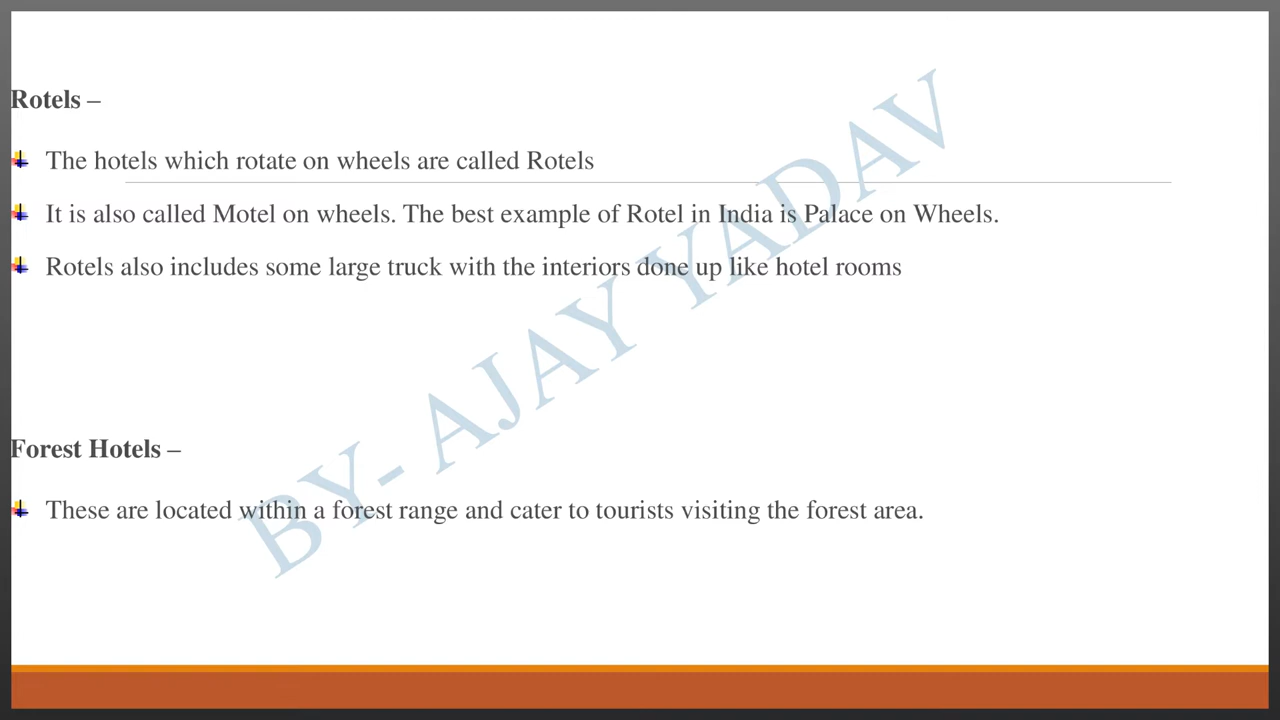 Rotels –
The hotels which rotate on wheels are called Rotels
It is also called Motel on wheels. The best example of Rotel in India is Palace on Wheels.
Rotels also includes some large truck with the interiors done up like hotel rooms
BY- AJAY YADAV
Forest Hotels –
These are located within a forest range and cater to tourists visiting the forest area.